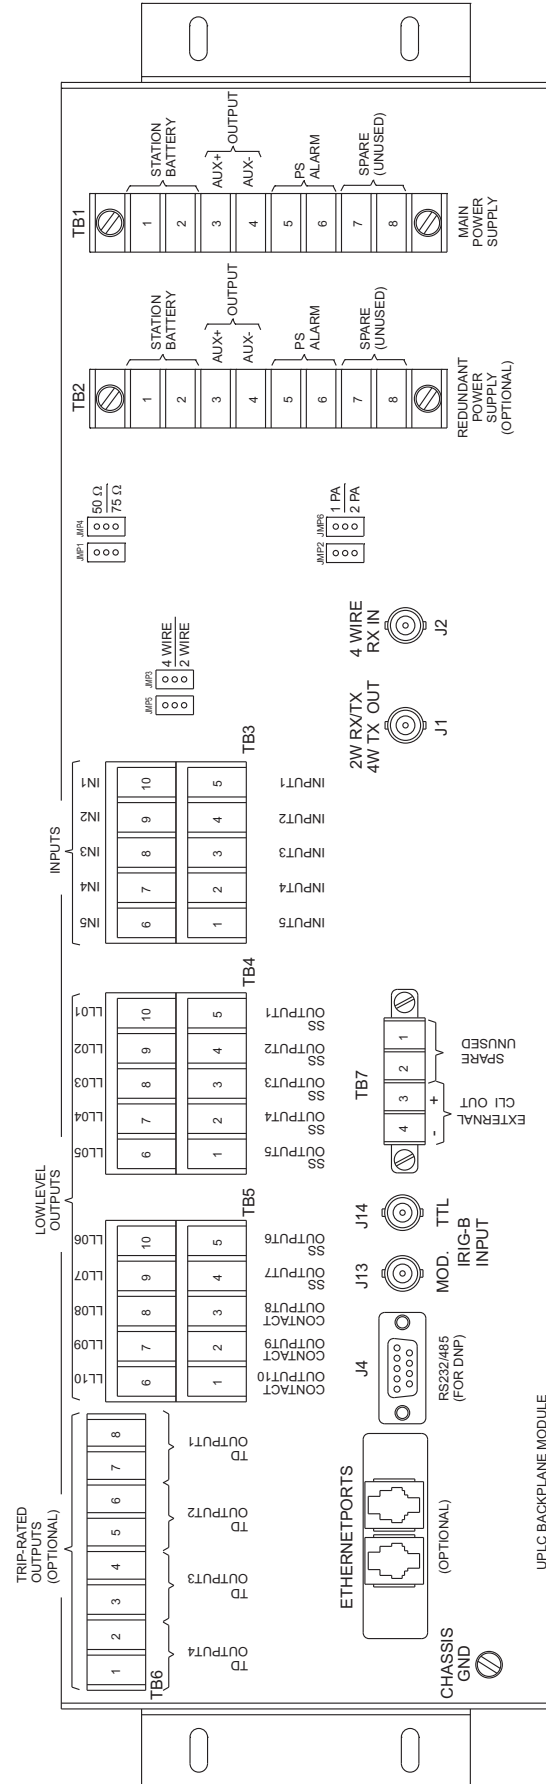 TRIP-RATED
OUTPUTS
(OPTIONAL)
LOWLEVEL
OUTPUTS
INPUTS
1
2
3
4
5
6
7
8
TB6
TD
OUTPUT4
TD
OUTPUT3
TD
OUTPUT2
TD
OUTPUT1
LL10
LL09
LL08
LL07
LL06
6
7
8
9
10
1
2
3
4
5
TB5
CONTACT
OUTPUT10
CONTACT
OUTPUT9
CONTACT
OUTPUT8
SS
OUTPUT7
SS
OUTPUT6
LL05
LL04
LL03
LL02
LL01
6
7
8
9
10
1
2
3
4
5
TB4
SS
OUTPUT5
SS
OUTPUT4
SS
OUTPUT3
SS
OUTPUT2
SS
OUTPUT1
IN5
IN4
IN3
IN2
IN1
6
7
8
9
10
1
2
3
4
5
TB3
INPUT5
INPUT4
INPUT3
INPUT2
INPUT1
JMP5
JMP3
4 WIRE
2 WIRE
JMP1
JMP4
50 Ω
75 Ω
JMP2
JMP6
1 PA
2 PA
TB2
STATION
BATTERY
AUX+
AUX-
OUTPUT
PS
ALARM
SPARE
(UNUSED)
1
2
3
4
5
6
7
8
REDUNDANT
POWER
SUPPLY
(OPTIONAL)
TB1
STATION
BATTERY
AUX+
AUX-
OUTPUT
PS
ALARM
SPARE
(UNUSED)
1
2
3
4
5
6
7
8
MAIN
POWER
SUPPLY
CHASSIS
GND
ETHERNETPORTS
(OPTIONAL)
J4
RS232/485
(FOR DNP)
J13
J14
MOD.
TTL
IRIG-B
INPUT
TB7
4
3
2
1
-
+
EXTERNAL
CLI OUT
SPARE
UNUSED
2W RX/TX
4W TX OUT
J1
4 WIRE
RX IN
J2
UPLC BACKPLANE MODULE